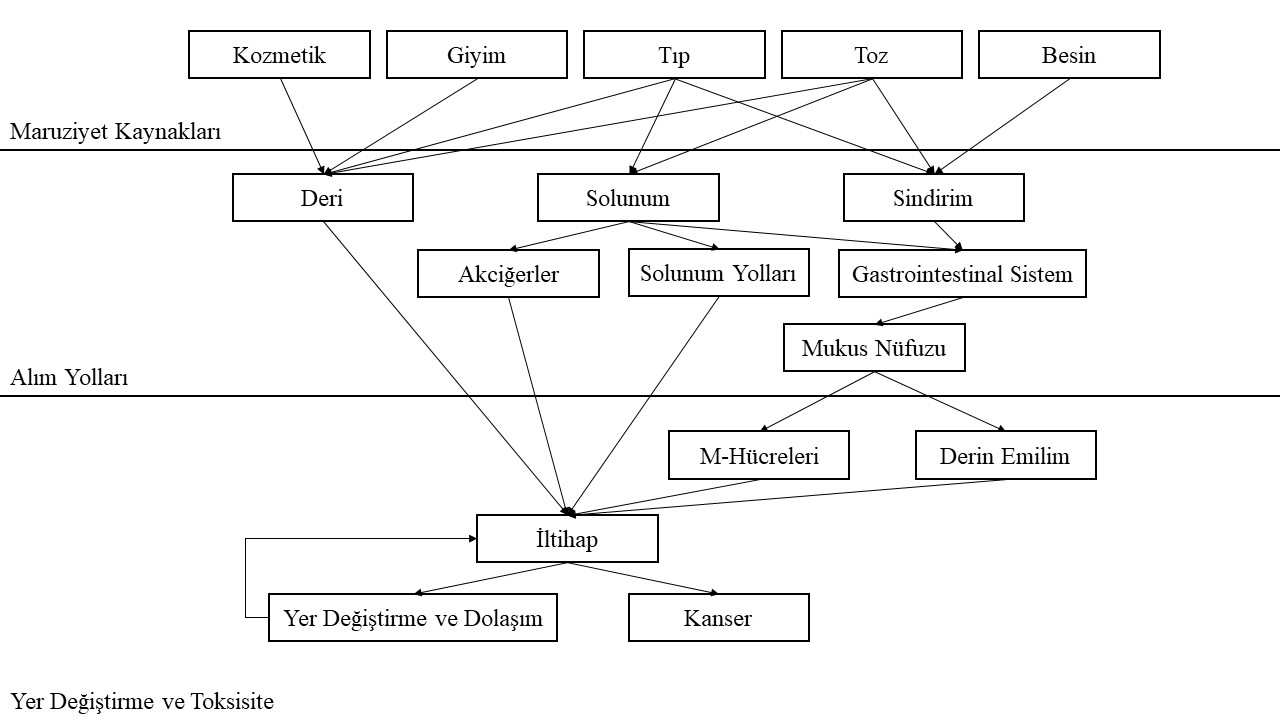 Kozmetik
Giyim
Tıp
Toz
Besin
Maruziyet Kaynakları
Deri
Solunum
Sindirim
Akciğerler
Solunum Yolları
Gastrointestinal Sistem
Mukus Nüfuzu
Alım Yolları
M-Hücreleri
Derin Emilim
İltihap
Yer Değiştirme ve Dolaşım
Kanser
Yer Değiştirme ve Toksisite